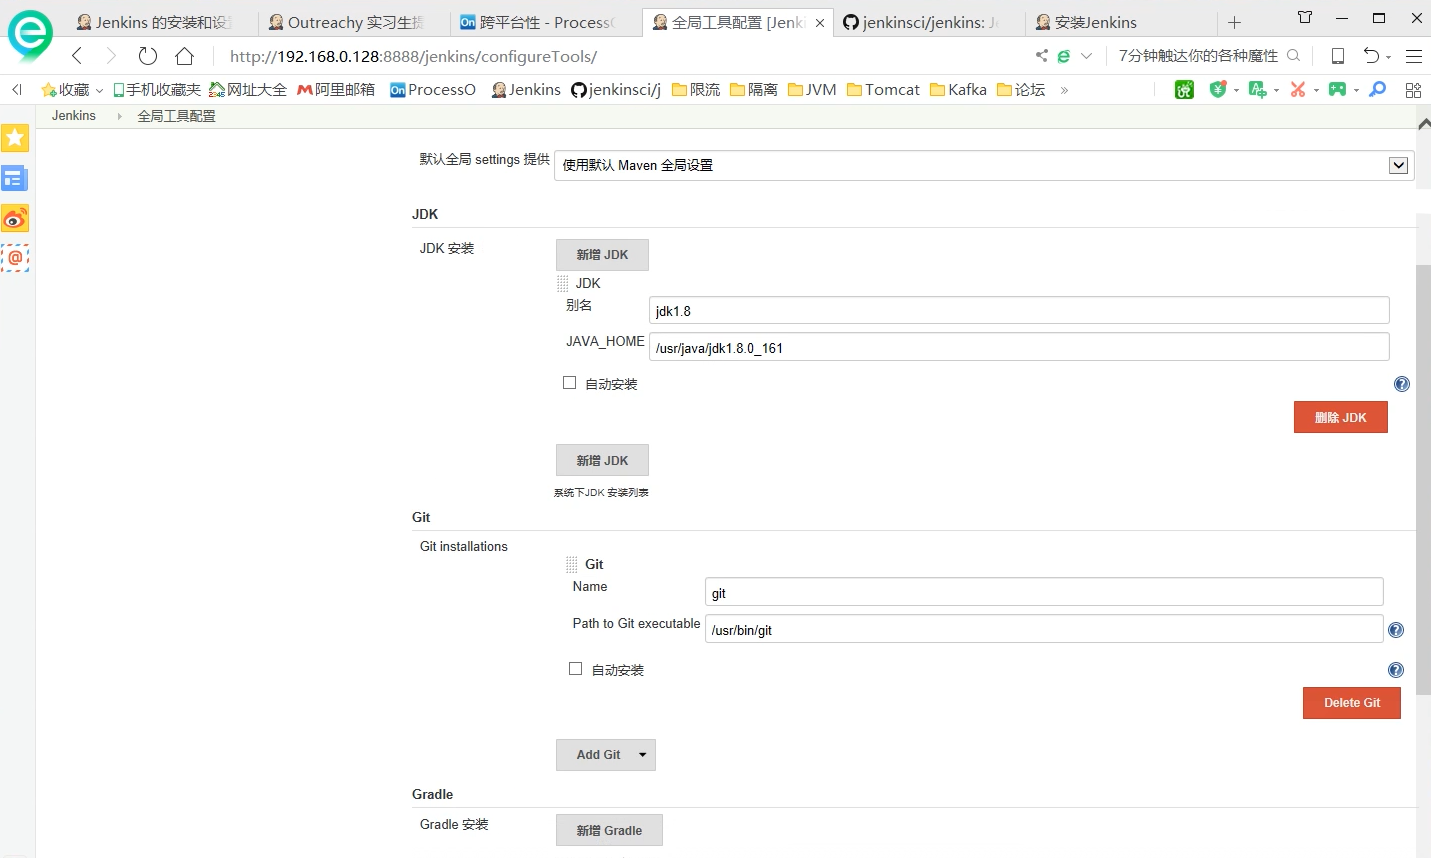 Jenkins 的安装和设
Outreachy 实习生提
跨平台性 - Process
全局工具配置 [Jenki
jenkinsci/jenkins: Je
安装Jenkins
http://192.168.0.128:8888/jenkins/configureTools/
7分钟触达你的各种魔性
收藏
手机收藏夹
网址大全
阿里邮箱
ProcessO
Jenkins
jenkinsci/j
限流
隔离
JVM
Tomcat
Kafka
论坛
Jenkins
全局工具配置
默认全局 settings 提供
使用默认 Maven 全局设置
JDK
JDK 安装
新增 JDK
JDK
别名
jdk1.8
JAVA_HOME
/usr/java/jdk1.8.0_161
自动安装
删除 JDK
新增 JDK
系统下JDK 安装列表
Git
Git installations
Git
Name
git
Path to Git executable
/usr/bin/git
自动安装
Delete Git
Add Git
Gradle
Gradle 安装
新增 Gradle